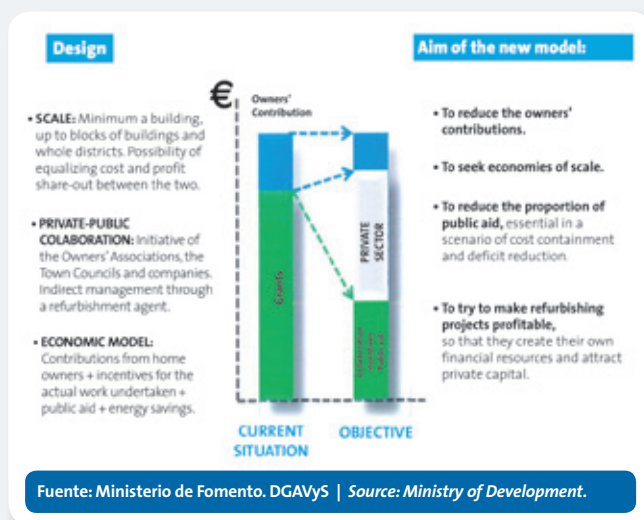 Design
Aim of the new model:
• SCALE: Minimum a building,
up to blocks of buildings and
whole districts. Possibility of
equalizing cost and profit
share-out between the two.
• PRIVATE-PUBLIC
COLABORATION: Initiative of
the Owners' Associations, the
Town Councils and companies.
Indirect management through
a refurbishment agent.
• ECONOMIC MODEL:
Contributions from home
owners + incentives for the
actual work undertaken +
public aid + energy savings.
€
Owners'
Contribution
Grants
PRIVATE
SECTOR
CURRENT
SITUATION
OBJECTIVE
• To reduce the owners'
contributions.
• To seek economies of scale.
• To reduce the proportion of
public aid, essential in a
scenario of cost containment
and deficit reduction.
• To try to make refurbishing
projects profitable,
so that they create their own
financial resources and attract
private capital.
Fuente: Ministerio de Fomento. DGAVyS | Source: Ministry of Development.